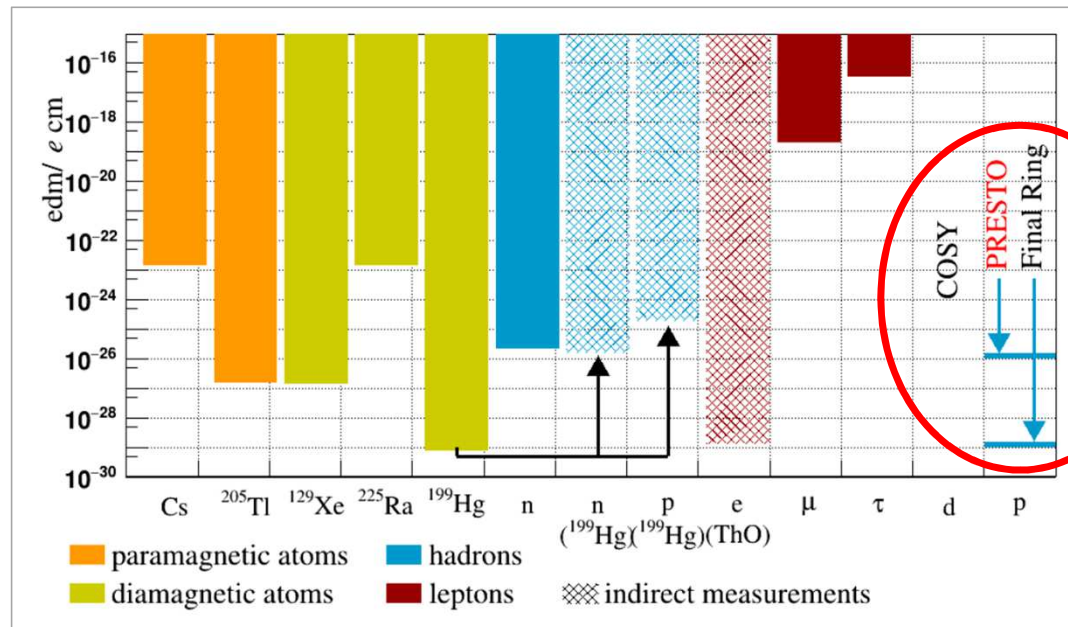 edm/ e cm
10⁻¹⁶
10⁻¹⁸
10⁻²⁰
10⁻²²
10⁻²⁴
10⁻²⁶
10⁻²⁸
10⁻³⁰
COSY
PRESTO
Final Ring
Cs ²⁰⁵Tl ¹²⁹Xe ²²⁵Ra ¹⁹⁹Hg n n p e μ τ d p
(¹⁹⁹Hg)(¹⁹⁹Hg)(ThO)
paramagnetic atoms hadrons
diamagnetic atoms leptons indirect measurements